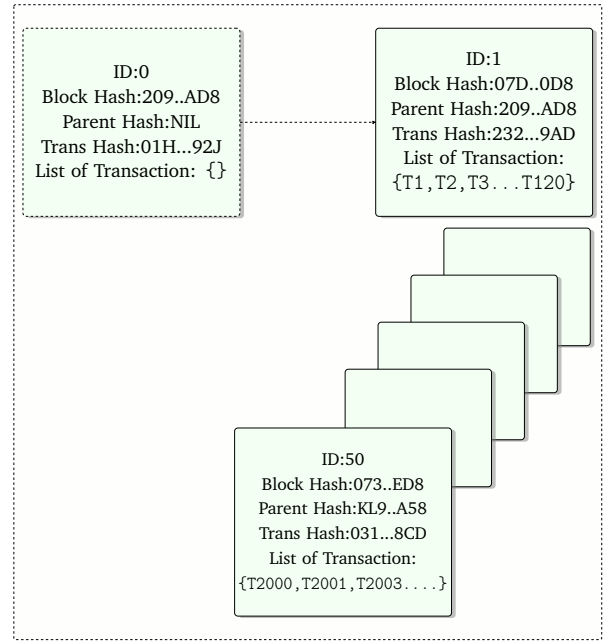 ID:0
Block Hash:209..AD8
Parent Hash:NIL
Trans Hash:01H...92J
List of Transaction: {}
ID:1
Block Hash:07D..0D8
Parent Hash:209..AD8
Trans Hash:232...9AD
List of Transaction:
{T1,T2,T3...T120}
ID:50
Block Hash:073..ED8
Parent Hash:KL9..A58
Trans Hash:031...8CD
List of Transaction:
{T2000,T2001,T2003....}